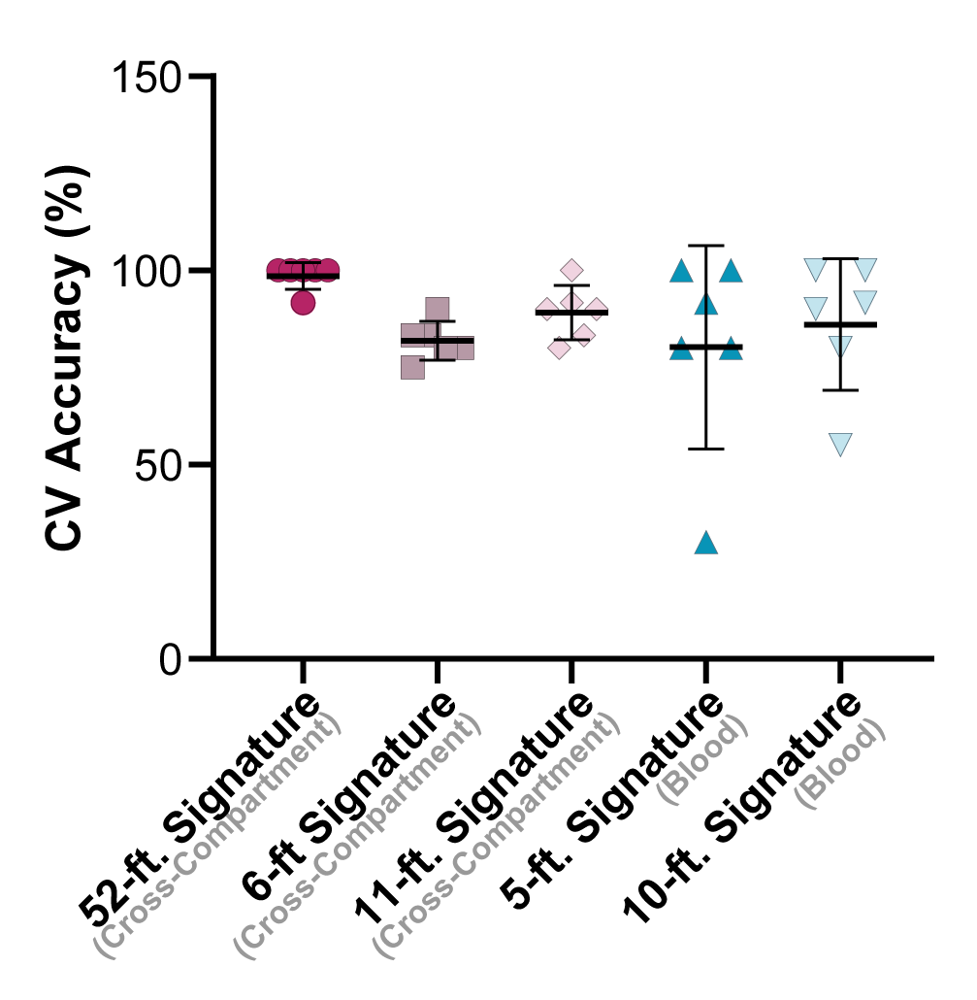 150
100
50
0
CV Accuracy (%)
52-ft. Signature
(Cross-Compartment)
6-ft Signature
(Cross-Compartment)
11-ft. Signature
(Cross-Compartment)
5-ft. Signature
(Blood)
10-ft. Signature
(Blood)